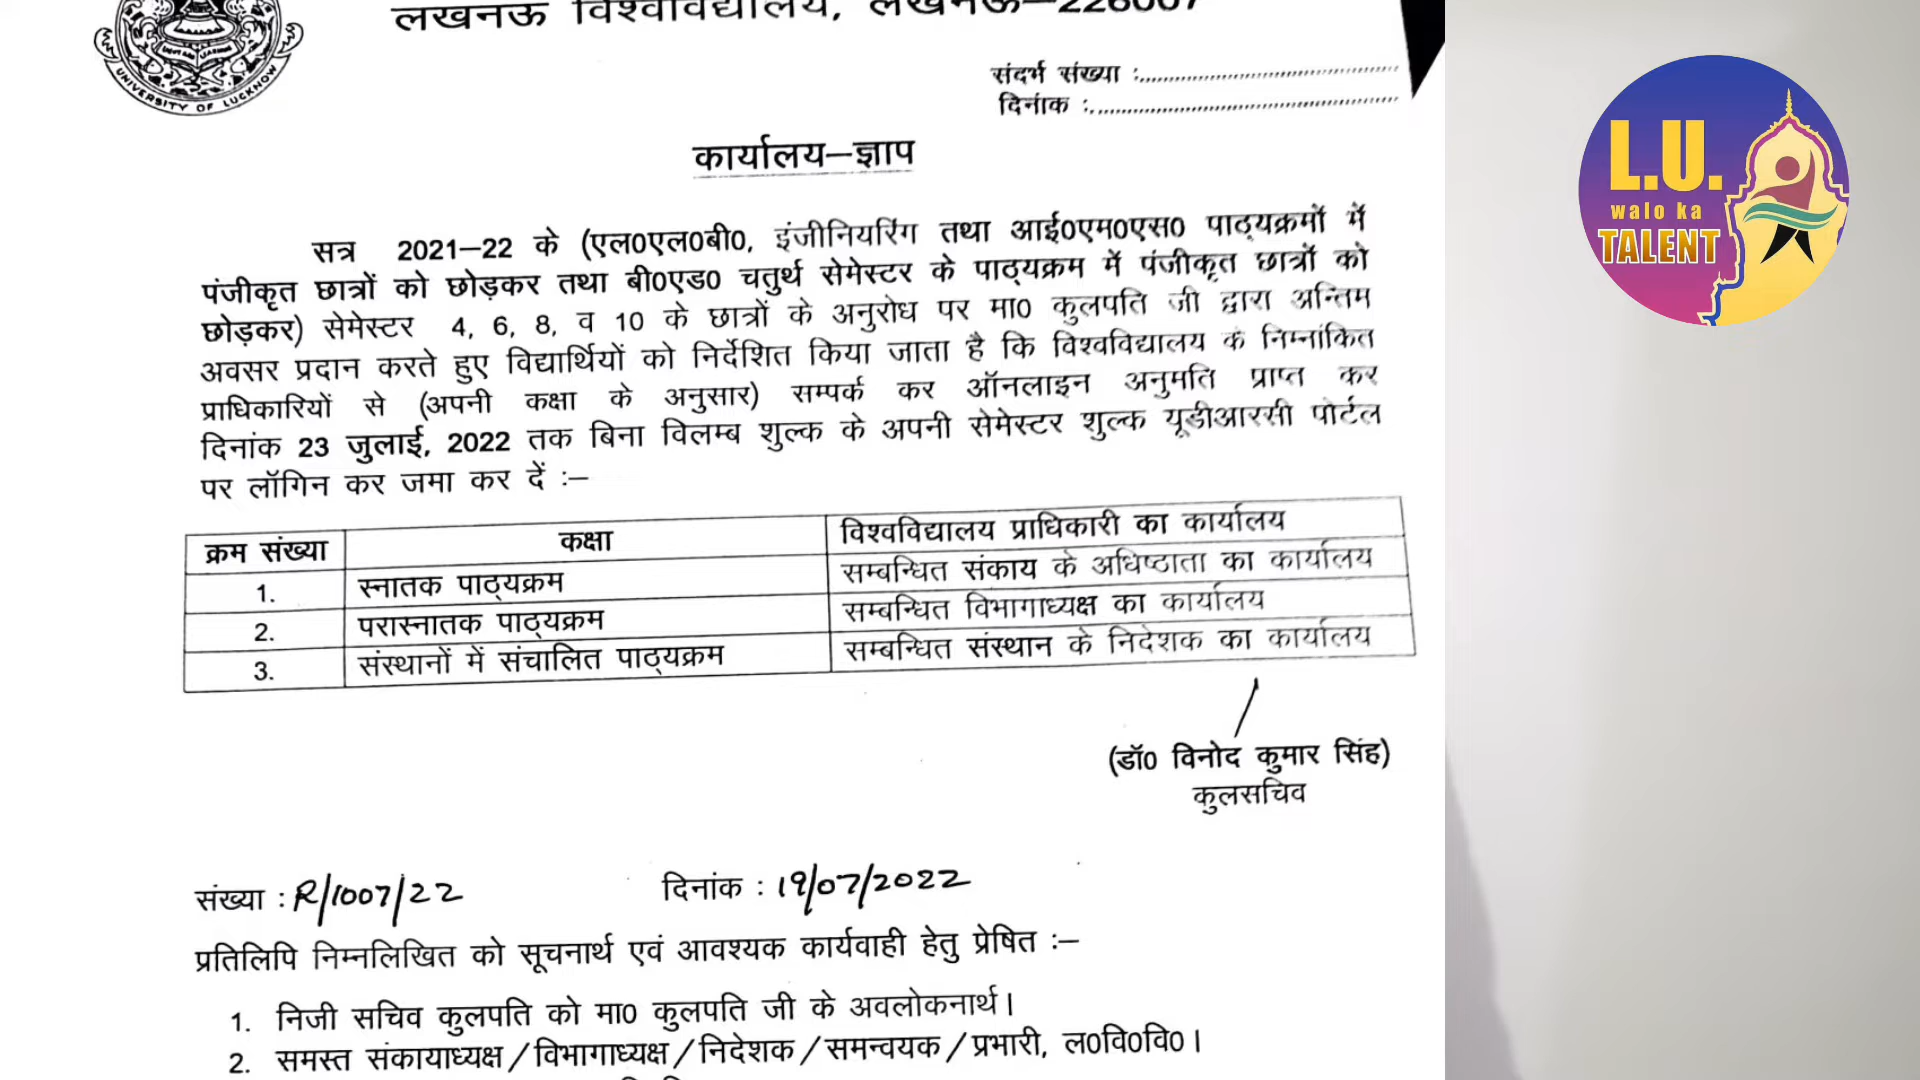 लखनऊ विश्वविद्यालय, लखनऊ–226007
UNIVERSITY OF LUCKNOW
संदर्भ संख्या :
दिनांक :
कार्यालय–ज्ञाप
सत्र 2021–22 के (एल0एल0बी0, इंजीनियरिंग तथा आई0एम0एस0 पाठ्यक्रमों में
पंजीकृत छात्रों को छोड़कर तथा बी0एड0 चतुर्थ सेमेस्टर के पाठ्यक्रम में पंजीकृत छात्रों को
छोड़कर) सेमेस्टर 4, 6, 8, व 10 के छात्रों के अनुरोध पर मा0 कुलपति जी द्वारा अन्तिम
अवसर प्रदान करते हुए विद्यार्थियों को निर्देशित किया जाता है कि विश्वविद्यालय के निम्नांकित
प्राधिकारियों से (अपनी कक्षा के अनुसार) सम्पर्क कर ऑनलाइन अनुमति प्राप्त कर
दिनांक 23 जुलाई, 2022 तक बिना विलम्ब शुल्क के अपनी सेमेस्टर शुल्क यूडीआरसी पोर्टल
पर लॉगिन कर जमा कर दें :–
क्रम संख्या कक्षा विश्वविद्यालय प्राधिकारी का कार्यालय
1. स्नातक पाठ्यक्रम सम्बन्धित संकाय के अधिष्ठाता का कार्यालय
2. परास्नातक पाठ्यक्रम सम्बन्धित विभागाध्यक्ष का कार्यालय
3. संस्थानों में संचालित पाठ्यक्रम सम्बन्धित संस्थान के निदेशक का कार्यालय
(डॉ0 विनोद कुमार सिंह)
कुलसचिव
संख्या : R/1007/22 दिनांक : 19/07/2022
प्रतिलिपि निम्नलिखित को सूचनार्थ एवं आवश्यक कार्यवाही हेतु प्रेषित :–
1. निजी सचिव कुलपति को मा0 कुलपति जी के अवलोकनार्थ।
2. समस्त संकायाध्यक्ष/विभागाध्यक्ष/निदेशक/समन्वयक/प्रभारी, ल0वि0वि0।
L.U.
walo ka
TALENT